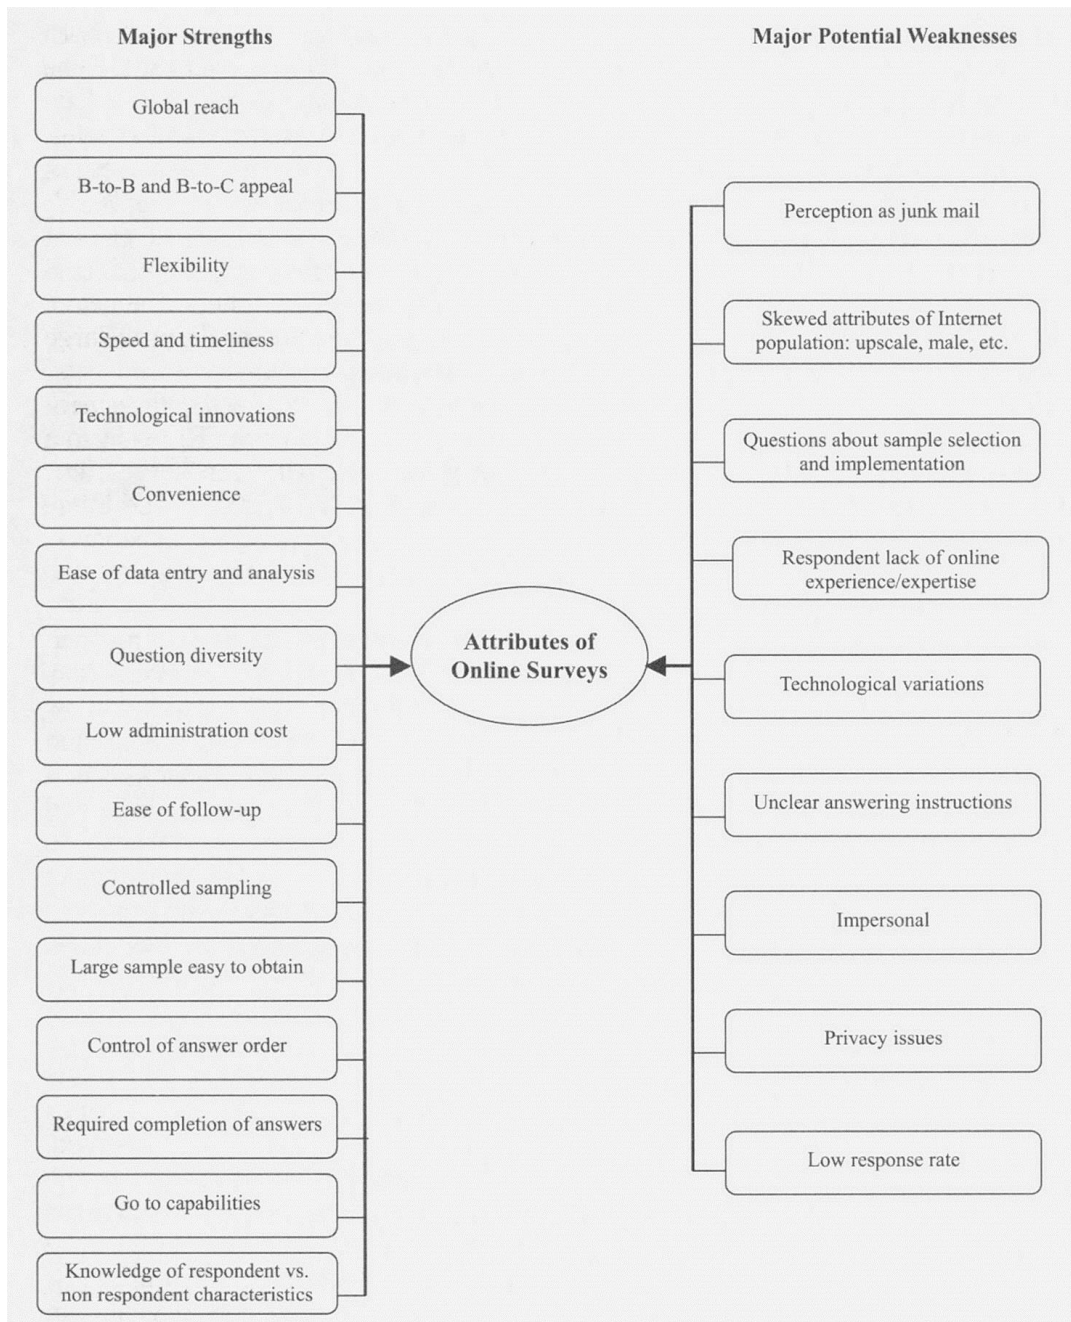 Major Strengths
Global reach
B-to-B and B-to-C appeal
Flexibility
Speed and timeliness
Technological innovations
Convenience
Ease of data entry and analysis
Question diversity
Low administration cost
Ease of follow-up
Controlled sampling
Large sample easy to obtain
Control of answer order
Required completion of answers
Go to capabilities
Knowledge of respondent vs.
non respondent characteristics
Attributes of
Online Surveys
Major Potential Weaknesses
Perception as junk mail
Skewed attributes of Internet
population: upscale, male, etc.
Questions about sample selection
and implementation
Respondent lack of online
experience/expertise
Technological variations
Unclear answering instructions
Impersonal
Privacy issues
Low response rate